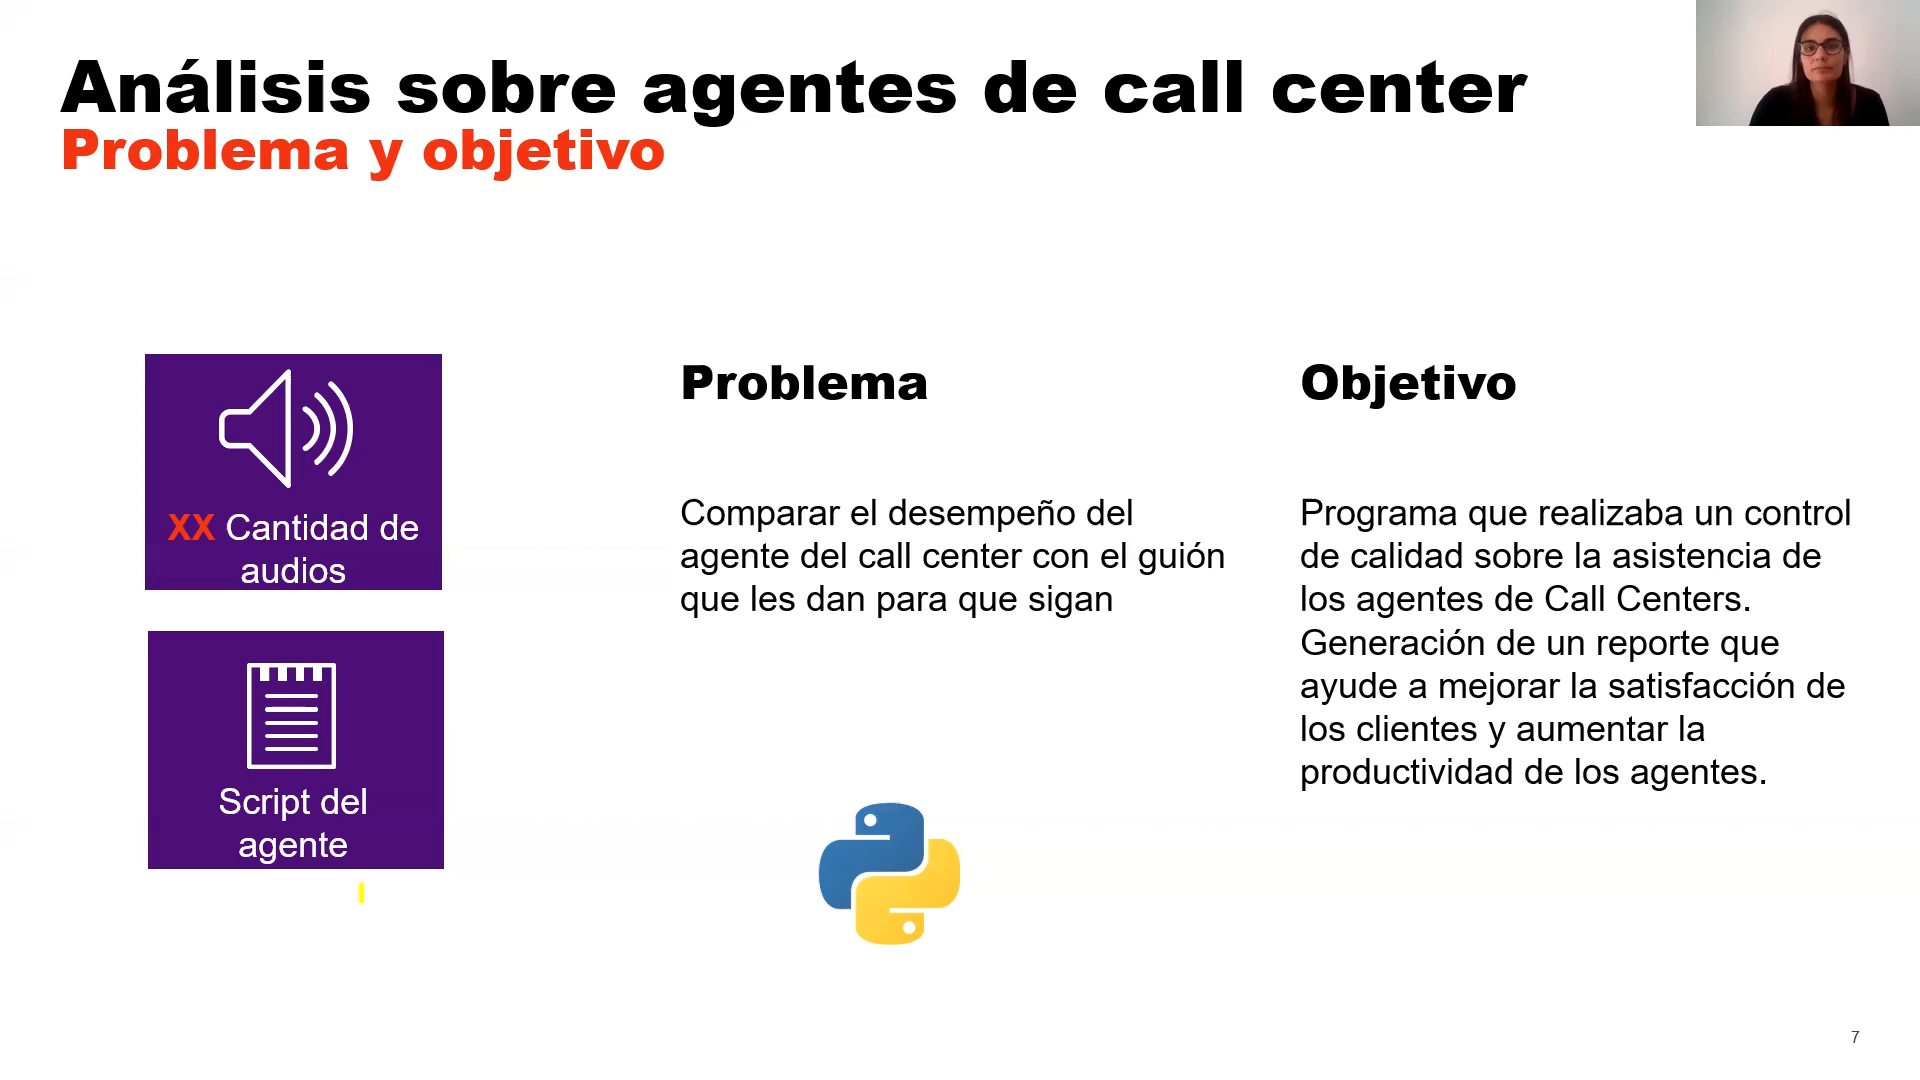 Análisis sobre agentes de call center
Problema y objetivo
XX Cantidad de
audios
Script del
agente
Problema
Comparar el desempeño del
agente del call center con el guión
que les dan para que sigan
Objetivo
Programa que realizaba un control
de calidad sobre la asistencia de
los agentes de Call Centers.
Generación de un reporte que
ayude a mejorar la satisfacción de
los clientes y aumentar la
productividad de los agentes.
7